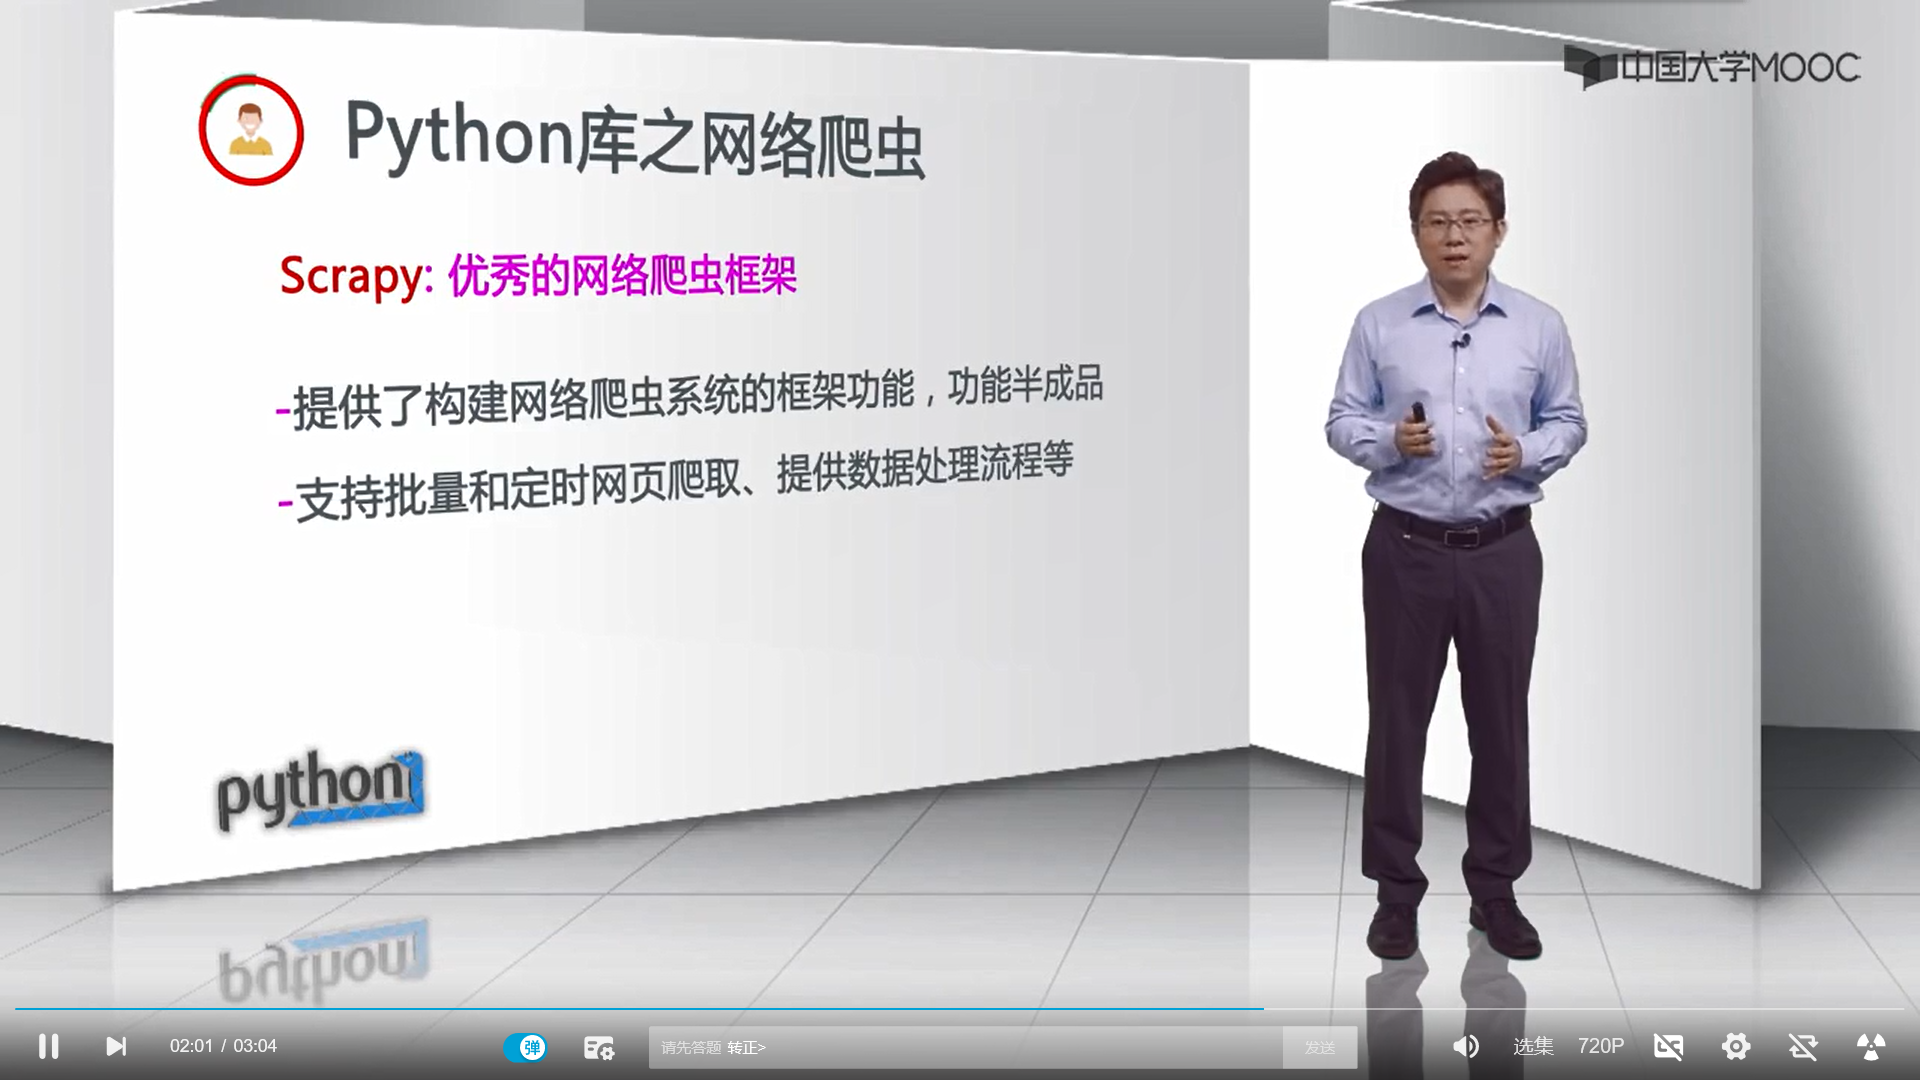 中国大学MOOC
Python库之网络爬虫
Scrapy: 优秀的网络爬虫框架
-提供了构建网络爬虫系统的框架功能，功能半成品
-支持批量和定时网页爬取、提供数据处理流程等
python
02:01 / 03:04
弹
请先答题 转正>
发送
选集
720P